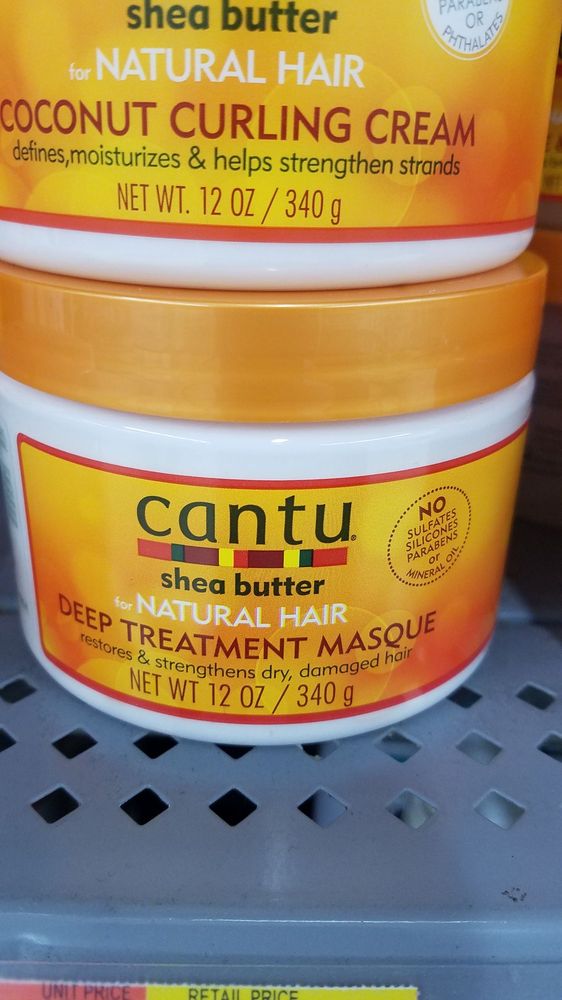 shea butter
for NATURAL HAIR
COCONUT CURLING CREAM
defines,moisturizes & helps strengthen strands
NET WT. 12 OZ / 340 g
OR
PHTHALATES
cantu
shea butter
for NATURAL HAIR
DEEP TREATMENT MASQUE
restores & strengthens dry, damaged hair
NET WT 12 OZ / 340 g
NO
SULFATES
SILICONES
PARABENS
or
MINERAL OIL
UNIT PRICE
RETAIL PRICE